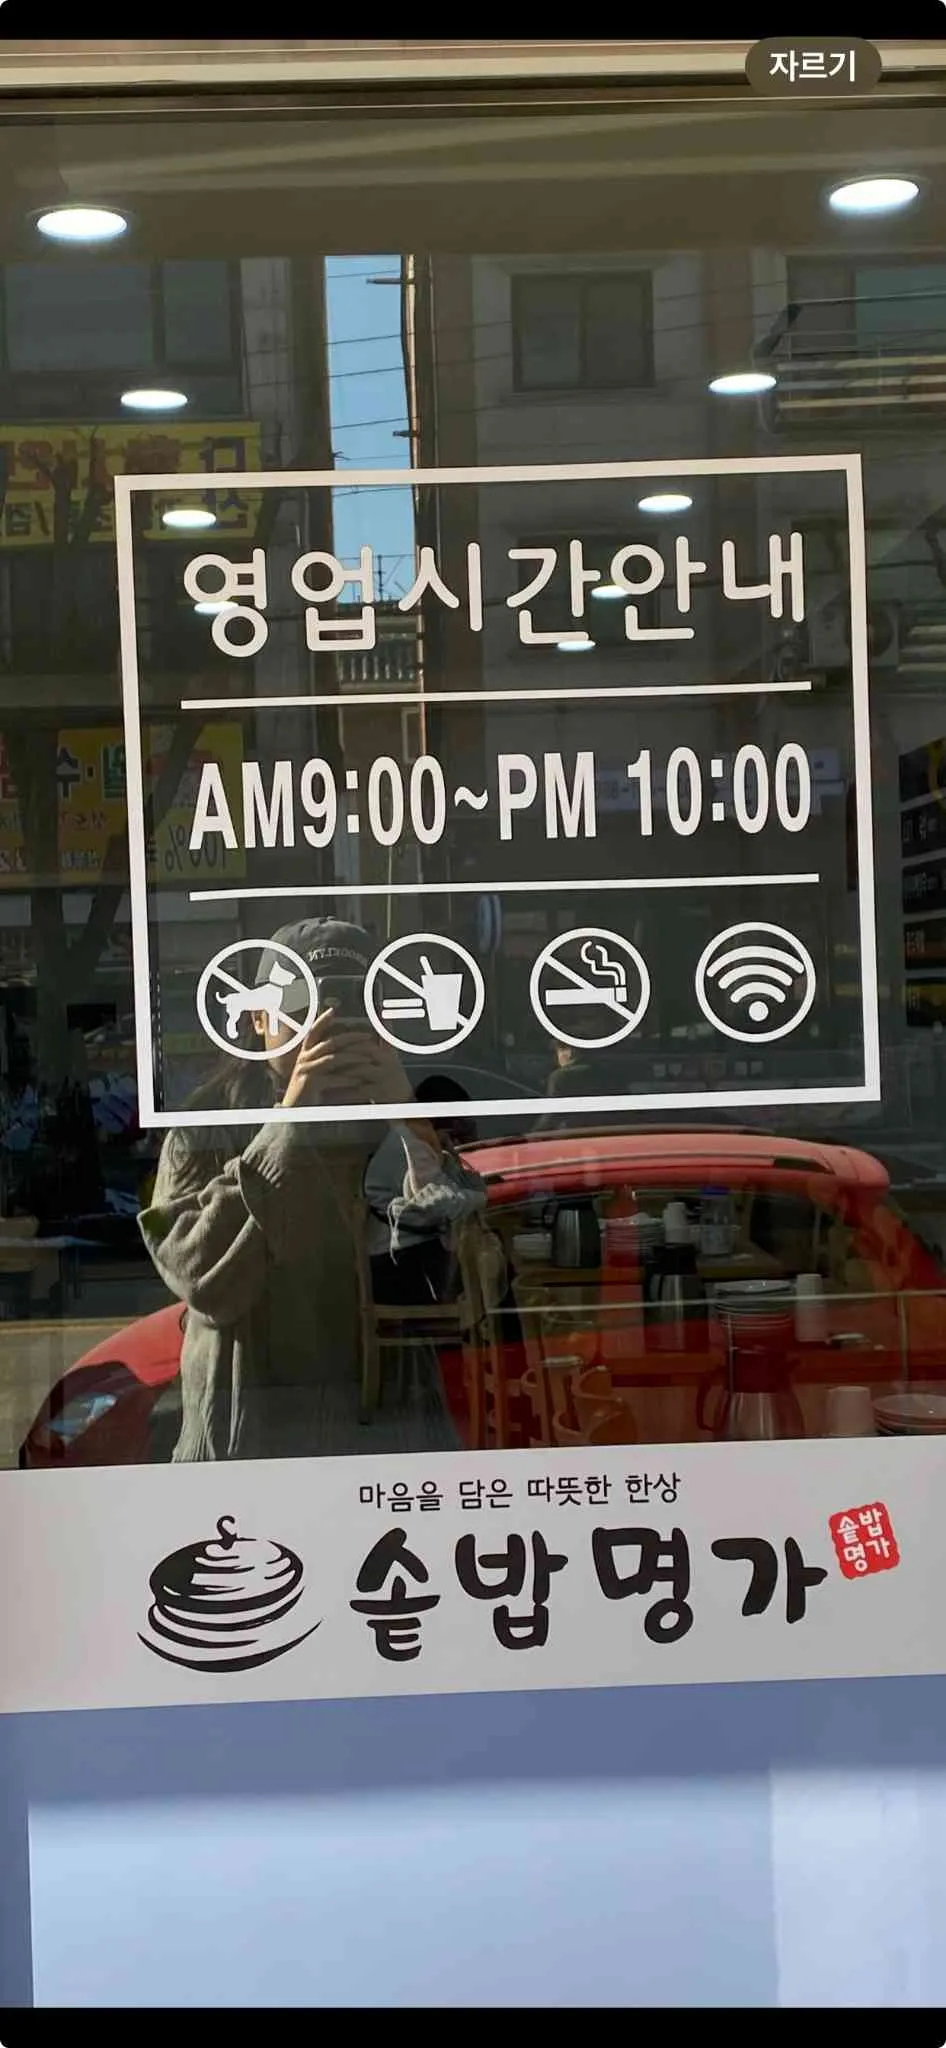 자르기
영업시간안내
AM9:00~PM 10:00
BROOKLYN
마음을 담은 따뜻한 한상
솥밥명가
솥밥
명가